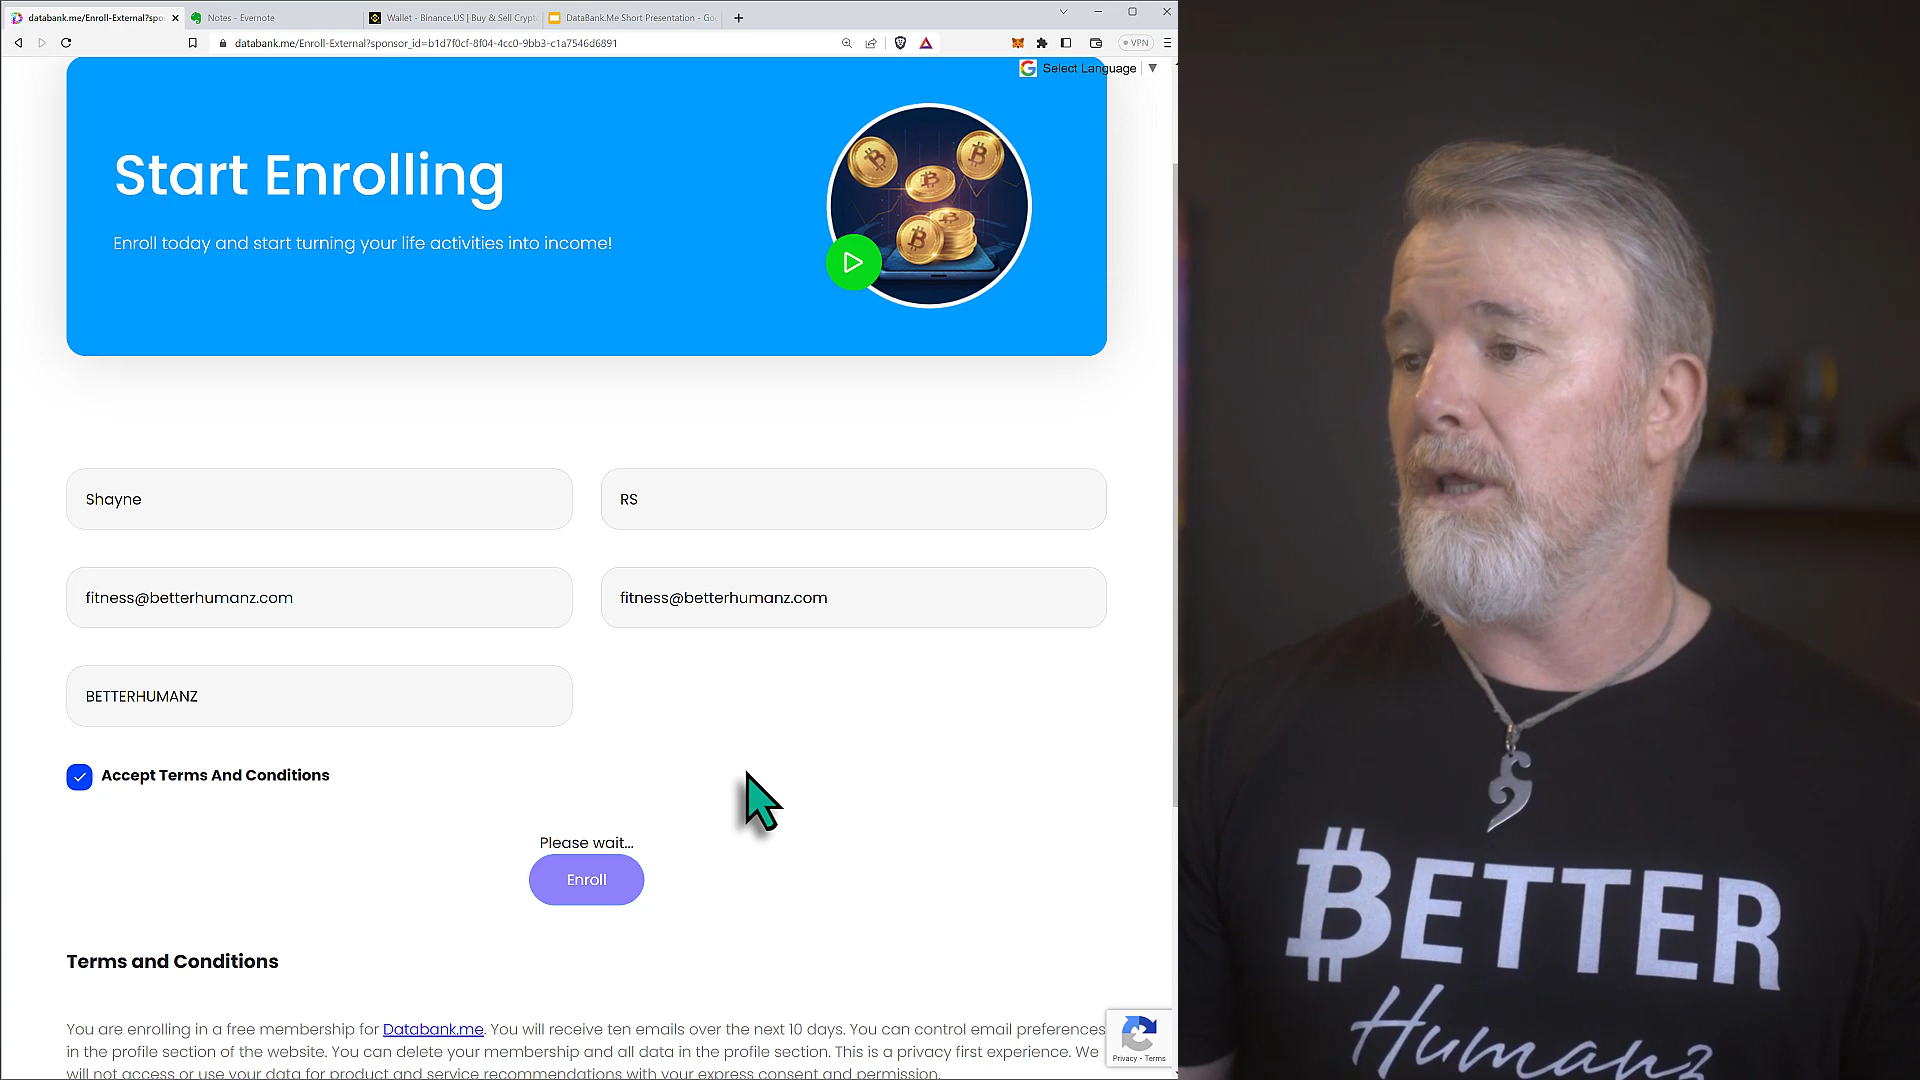 databank.me/Enroll-External?spo
Notes - Evernote
Wallet - Binance.US | Buy & Sell Crypt
DataBank.Me Short Presentation - Go
databank.me/Enroll-External?sponsor_id=b1d7f0cf-8f04-4cc0-9bb3-c1a7546d6891
VPN
Select Language
Start Enrolling
Enroll today and start turning your life activities into income!
Shayne
RS
fitness@betterhumanz.com
fitness@betterhumanz.com
BETTERHUMANZ
Accept Terms And Conditions
Please wait...
Enroll
Terms and Conditions
You are enrolling in a free membership for Databank.me. You will receive ten emails over the next 10 days. You can control email preferences
in the profile section of the website. You can delete your membership and all data in the profile section. This is a privacy first experience. We
will not access or use your data for product and service recommendations with your express consent and permission.
Privacy - Terms
₿ETTER
Humanz